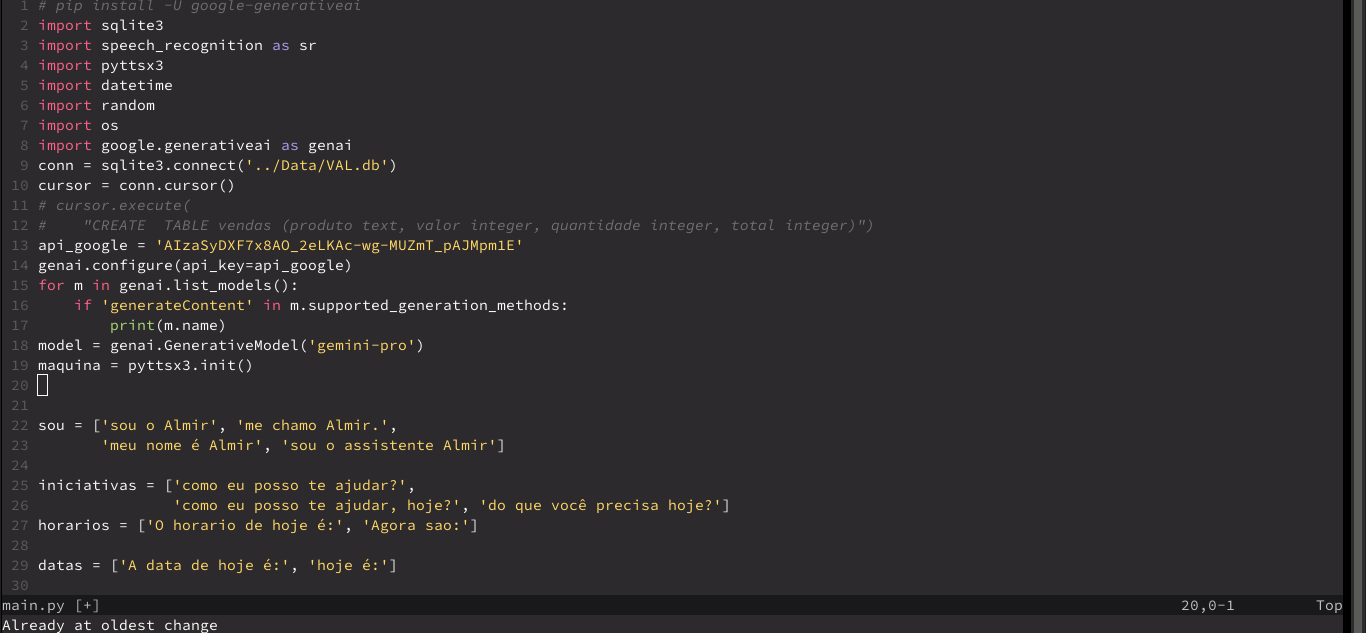 1 # pip install -U google-generativeai
2 import sqlite3
3 import speech_recognition as sr
4 import pyttsx3
5 import datetime
6 import random
7 import os
8 import google.generativeai as genai
9 conn = sqlite3.connect('../Data/VAL.db')
10 cursor = conn.cursor()
11 # cursor.execute(
12 #    "CREATE  TABLE vendas (produto text, valor integer, quantidade integer, total integer)")
13 api_google = 'AIzaSyDXF7x8AO_2eLKAc-wg-MUZmT_pAJMpm1E'
14 genai.configure(api_key=api_google)
15 for m in genai.list_models():
16     if 'generateContent' in m.supported_generation_methods:
17         print(m.name)
18 model = genai.GenerativeModel('gemini-pro')
19 maquina = pyttsx3.init()
20
21
22 sou = ['sou o Almir', 'me chamo Almir.',
23        'meu nome é Almir', 'sou o assistente Almir']
24
25 iniciativas = ['como eu posso te ajudar?',
26                'como eu posso te ajudar, hoje?', 'do que você precisa hoje?']
27 horarios = ['O horario de hoje é:', 'Agora sao:']
28
29 datas = ['A data de hoje é:', 'hoje é:']
30
main.py [+] 20,0-1 Top
Already at oldest change